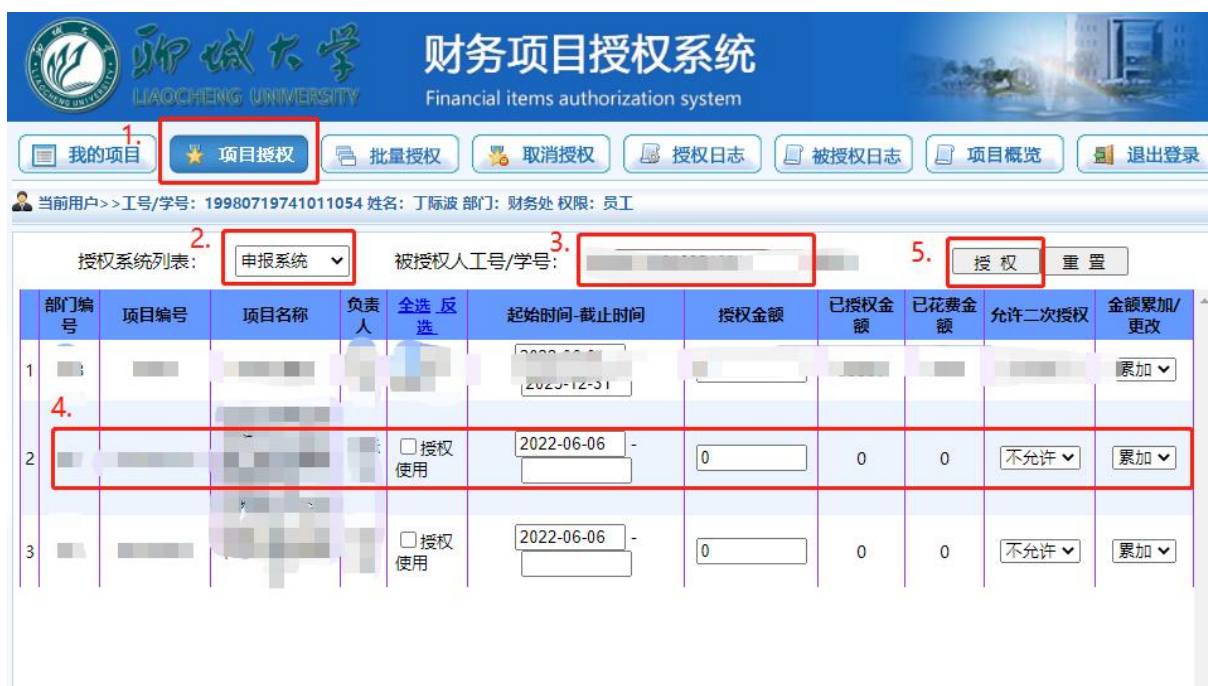 聊城大学
LIAOCHENG UNIVERSITY
财务项目授权系统
Financial items authorization system
1.
我的项目 项目授权 批量授权 取消授权 授权日志 被授权日志 项目概览 退出登录
当前用户>>工号/学号：19980719741011054 姓名：丁际波 部门：财务处 权限：员工
2. 3. 5.
授权系统列表： 申报系统 被授权人工号/学号： 授 权 重 置
部门编号 项目编号 项目名称 负责人 全选 反选 起始时间-截止时间 授权金额 已授权金额 已花费金额 允许二次授权 金额累加/更改
1 累加
4.
2 授权使用 2022-06-06 - 0 0 0 不允许 累加
3 授权使用 2022-06-06 - 0 0 0 不允许 累加